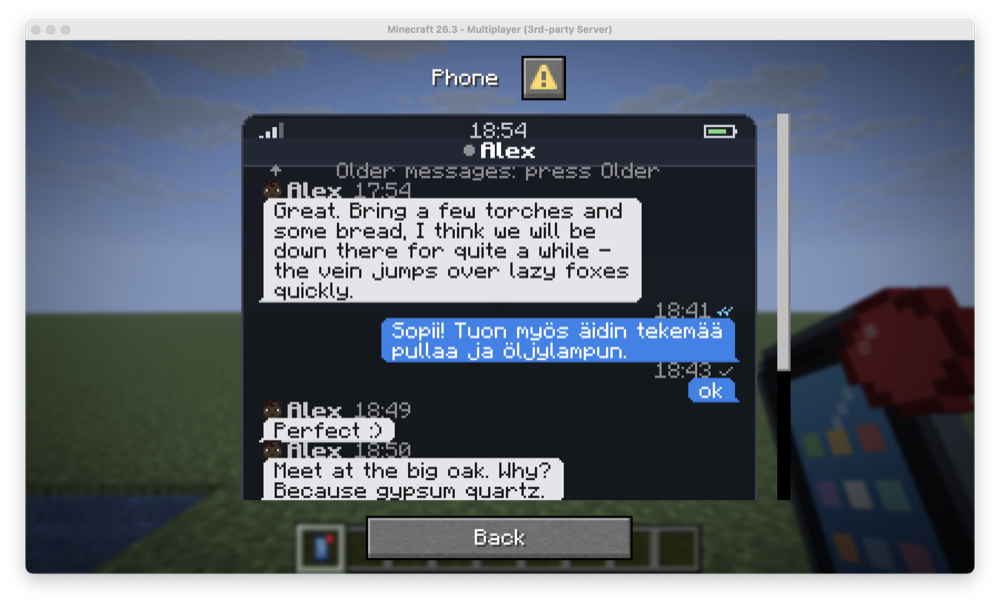 Minecraft 26.3 - Multiplayer (3rd-party Server)
Phone
18:54
Alex
Older messages: press Older
Alex 17:54
Great. Bring a few torches and
some bread, I think we will be
down there for quite a while -
the vein jumps over lazy foxes
quickly.
18:41
Sopii! Tuon myös äidin tekemää
pullaa ja öljylampun.
18:43
ok
Alex 18:49
Perfect :)
Alex 18:50
Meet at the big oak. Why?
Because gypsum quartz.
Back